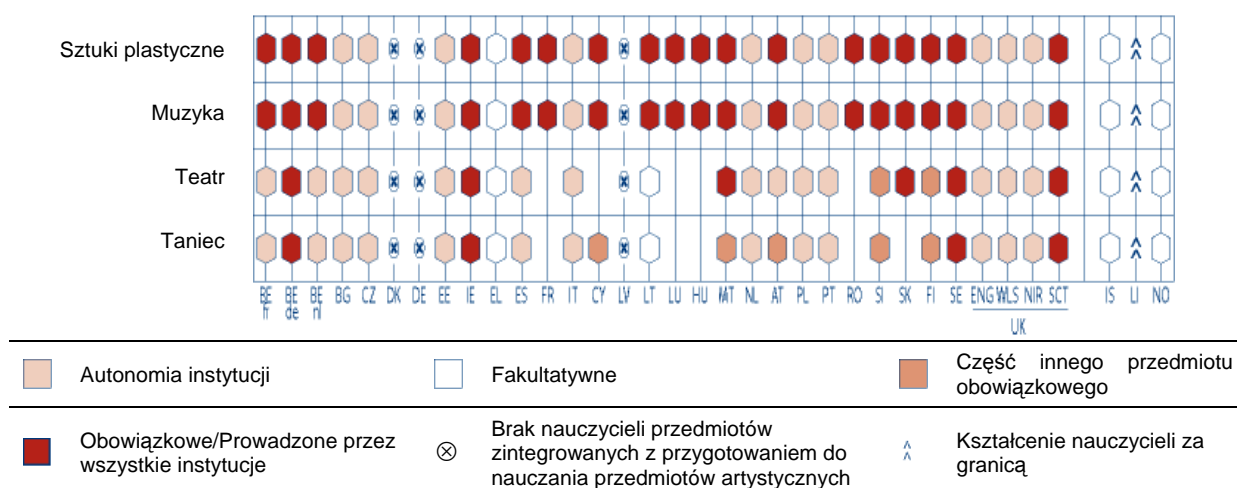 Sztuki plastyczne
Muzyka
Teatr
Taniec
BE BE BE BG CZ DK DE EE IE EL ES FR IT CY LV LT LU HU MT NL AT PL PT RO SI SK FI SE ENG WLS NIR SCT IS LI NO
fr de nl
UK
Autonomia instytucji
Fakultatywne
Część innego przedmiotu
obowiązkowego
Obowiązkowe/Prowadzone przez
wszystkie instytucje
Brak nauczycieli przedmiotów
zintegrowanych z przygotowaniem do
nauczania przedmiotów artystycznych
Kształcenie nauczycieli za
granicą